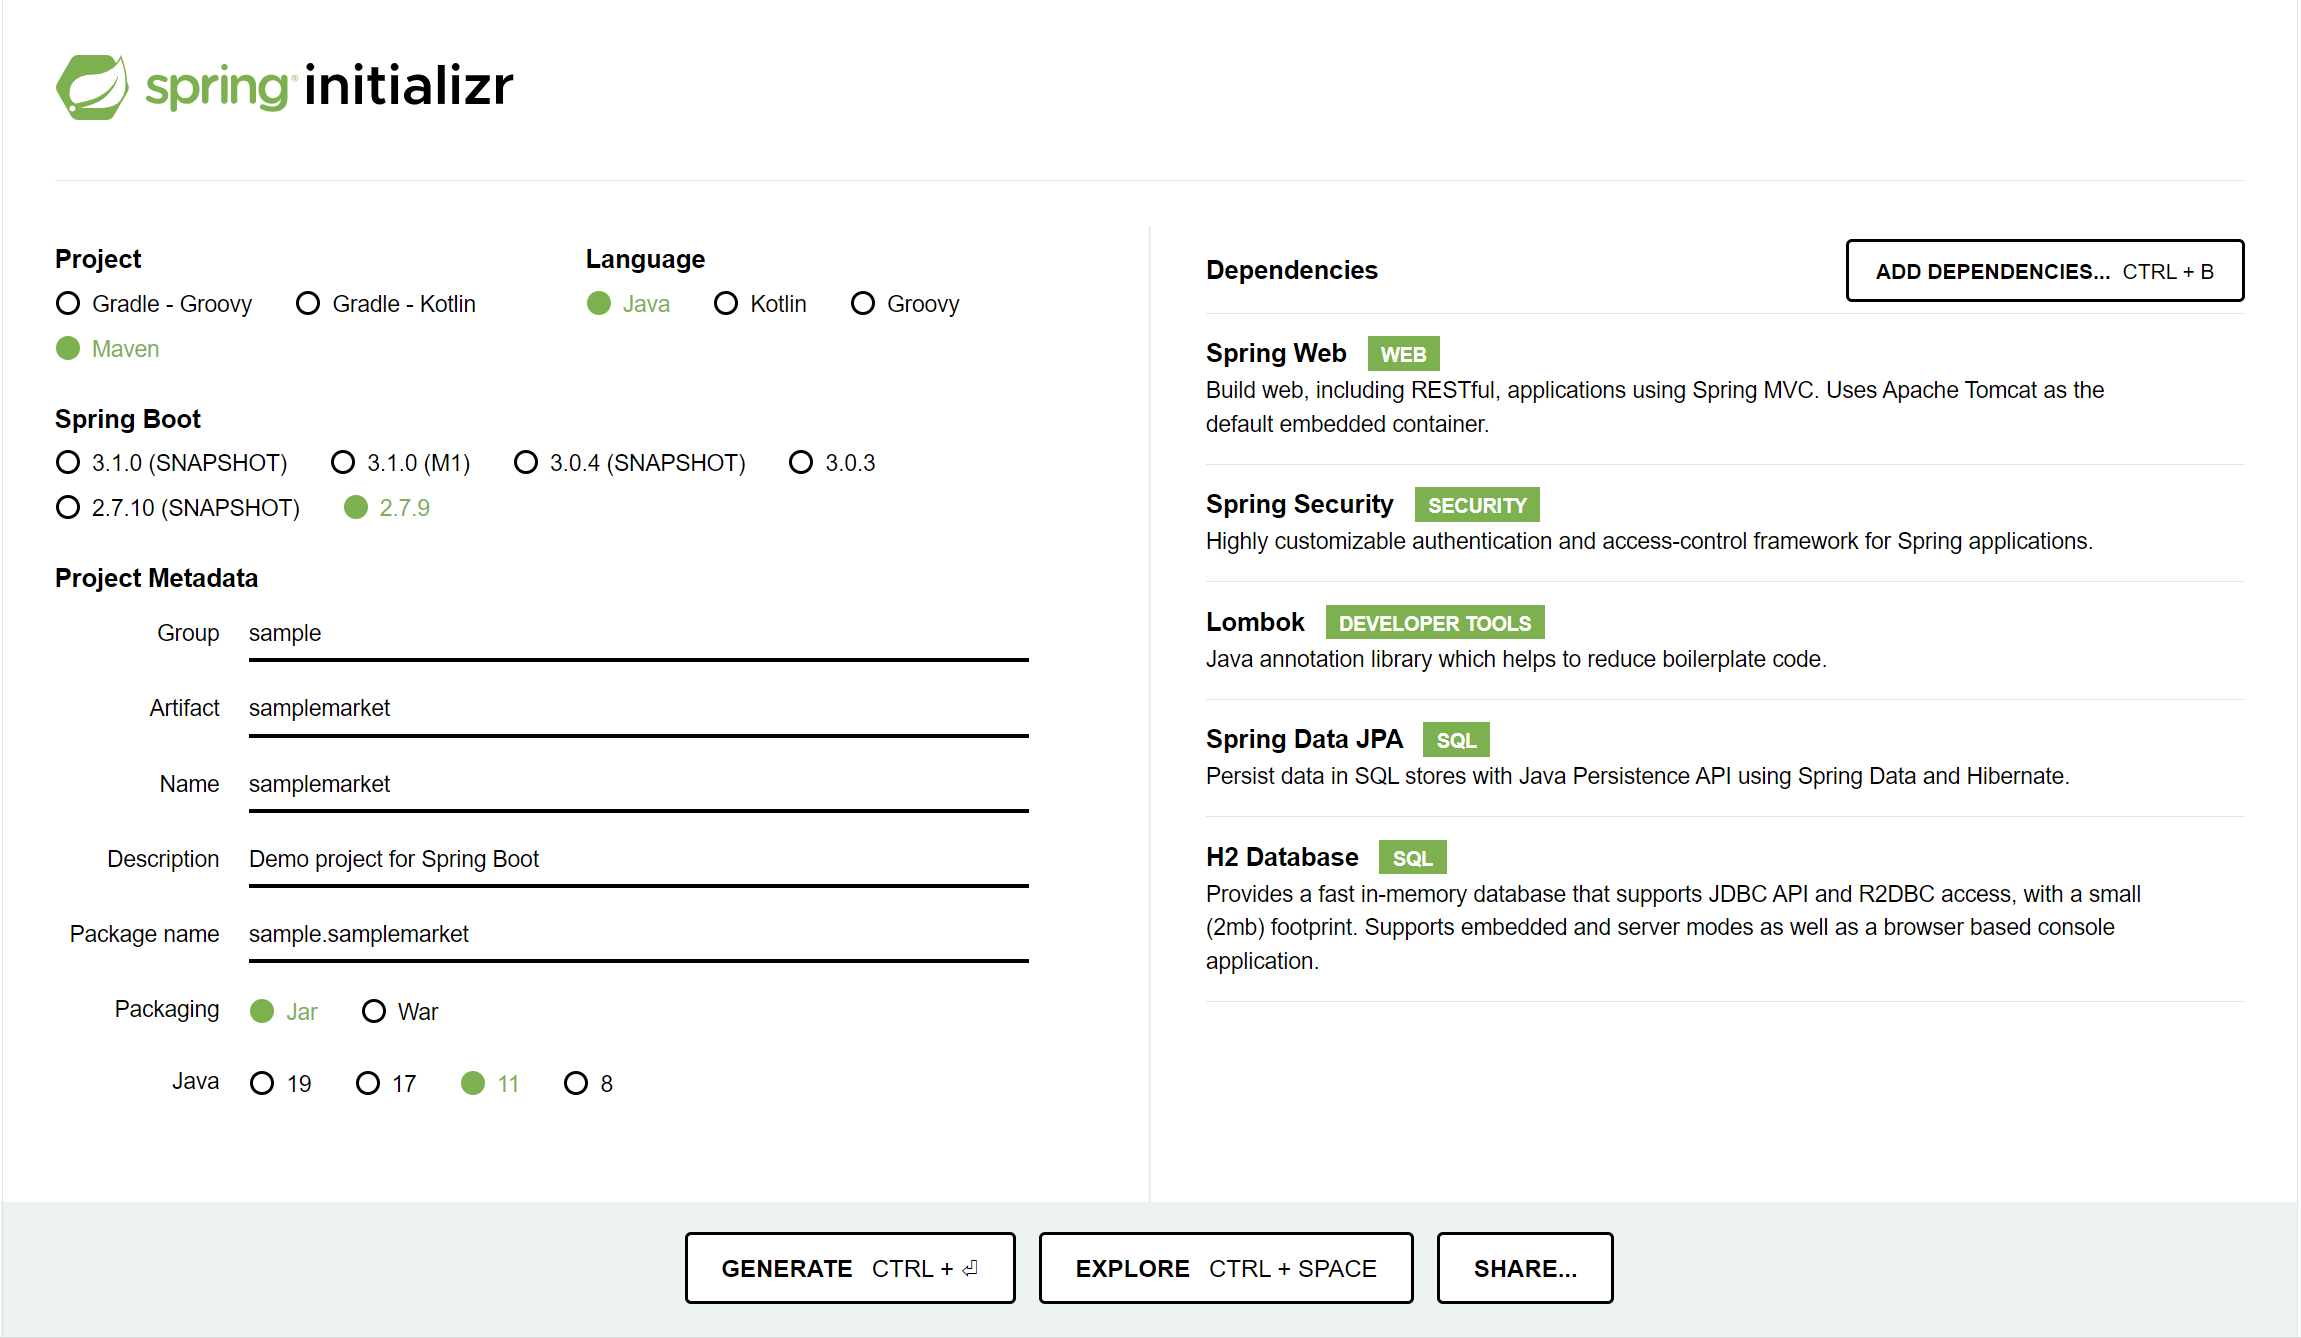 spring initializr
Project
Gradle - Groovy Gradle - Kotlin
Maven
Language
Java Kotlin Groovy
Spring Boot
3.1.0 (SNAPSHOT) 3.1.0 (M1) 3.0.4 (SNAPSHOT) 3.0.3
2.7.10 (SNAPSHOT) 2.7.9
Project Metadata
Group sample
Artifact samplemarket
Name samplemarket
Description Demo project for Spring Boot
Package name sample.samplemarket
Packaging Jar War
Java 19 17 11 8
Dependencies ADD DEPENDENCIES... CTRL + B
Spring Web WEB
Build web, including RESTful, applications using Spring MVC. Uses Apache Tomcat as the
default embedded container.
Spring Security SECURITY
Highly customizable authentication and access-control framework for Spring applications.
Lombok DEVELOPER TOOLS
Java annotation library which helps to reduce boilerplate code.
Spring Data JPA SQL
Persist data in SQL stores with Java Persistence API using Spring Data and Hibernate.
H2 Database SQL
Provides a fast in-memory database that supports JDBC API and R2DBC access, with a small
(2mb) footprint. Supports embedded and server modes as well as a browser based console
application.
GENERATE CTRL + ⏎ EXPLORE CTRL + SPACE SHARE...